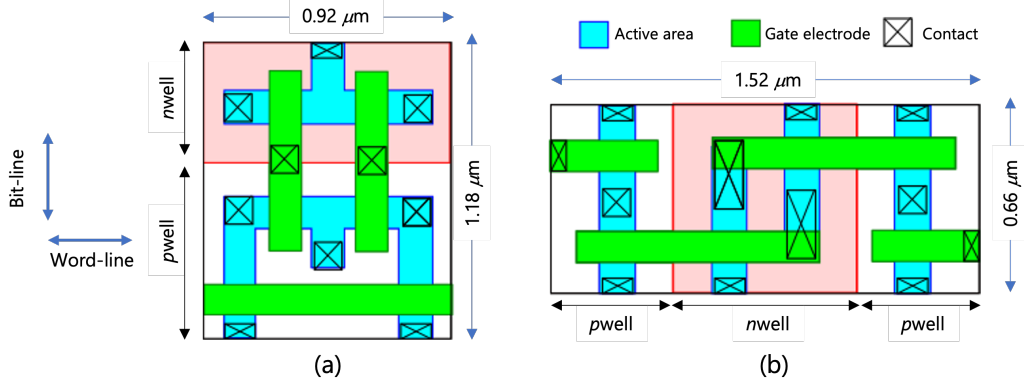 0.92 μm
nwell
pwell
1.18 μm
Bit-line
Word-line
(a)
Active area
Gate electrode
Contact
1.52 μm
0.66 μm
pwell
nwell
pwell
(b)